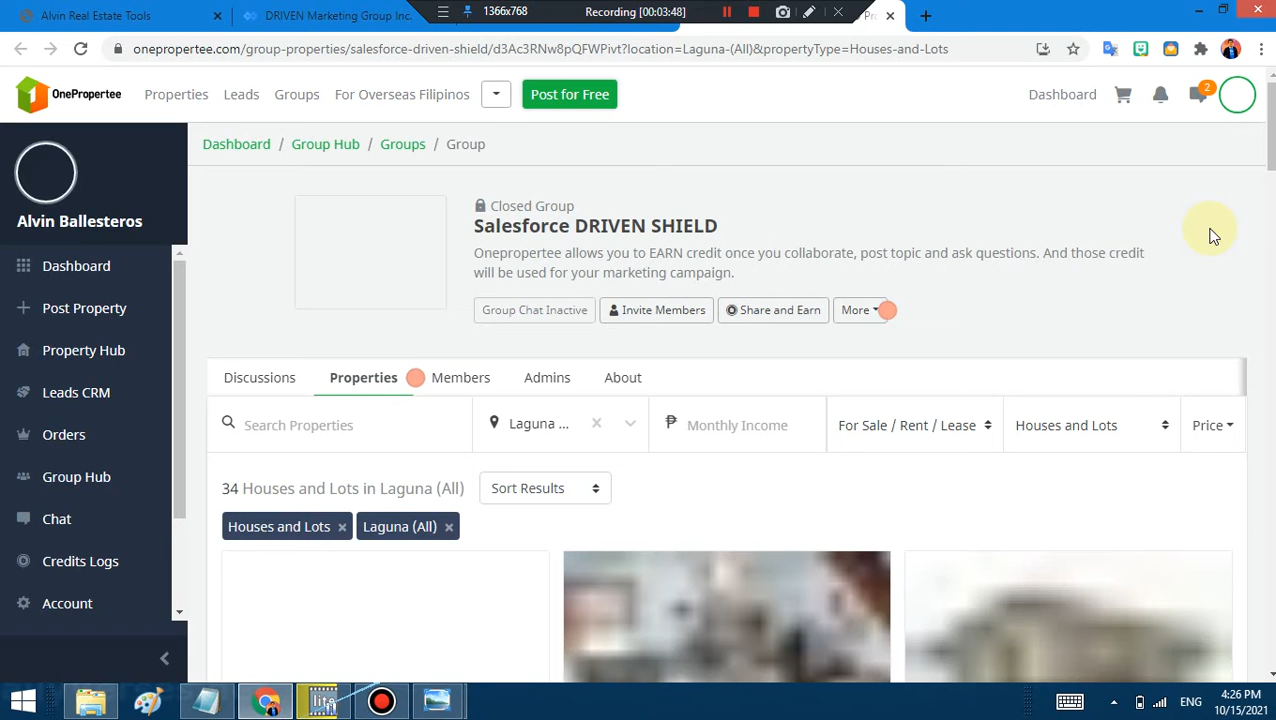 Alvin Real Estate Tools
DRIVEN Marketing Group Inc.
1366x768
Recording [00:03:48]
onepropertee.com/group-properties/salesforce-driven-shield/d3Ac3RNw8pQFWPivt?location=Laguna-(All)&propertyType=Houses-and-Lots
OnePropertee
Properties
Leads
Groups
For Overseas Filipinos
Post for Free
Dashboard
2
Alvin Ballesteros
Dashboard
Post Property
Property Hub
Leads CRM
Orders
Group Hub
Chat
Credits Logs
Account
Dashboard / Group Hub / Groups / Group
Closed Group
Salesforce DRIVEN SHIELD
Onepropertee allows you to EARN credit once you collaborate, post topic and ask questions. And those credit
will be used for your marketing campaign.
Group Chat Inactive
Invite Members
Share and Earn
More
Discussions
Properties
Members
Admins
About
Search Properties
Laguna ...
₱ Monthly Income
For Sale / Rent / Lease
Houses and Lots
Price
34 Houses and Lots in Laguna (All)
Sort Results
Houses and Lots ×
Laguna (All) ×
ENG
4:26 PM
10/15/2021